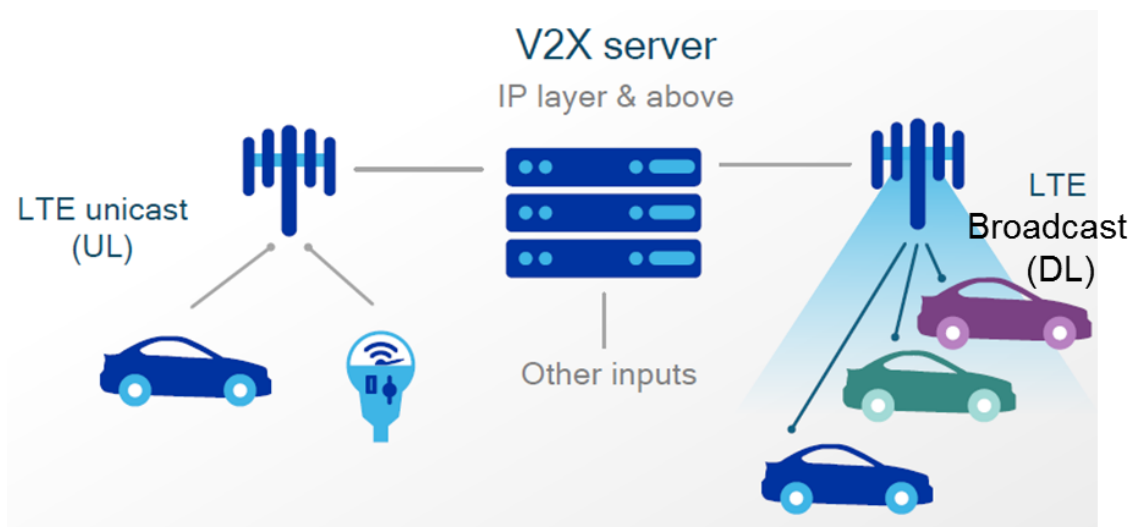 V2X server
IP layer & above
LTE unicast
(UL)
LTE
Broadcast
(DL)
Other inputs